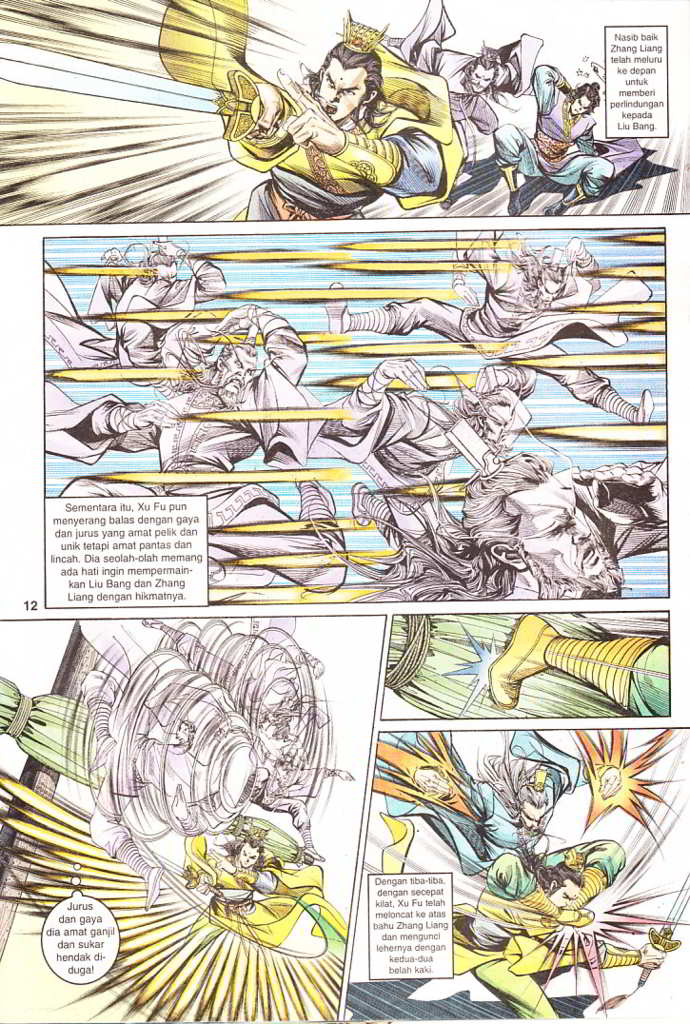 Nasib baik
Zhang Liang
telah meluru
ke depan
untuk
memberi
perlindungan
kepada
Liu Bang.
Sementara itu, Xu Fu pun
menyerang balas dengan gaya
dan jurus yang amat pelik dan
unik tetapi amat pantas dan
lincah. Dia seolah-olah memang
ada hati ingin mempermain-
kan Liu Bang dan Zhang
Liang dengan hikmatnya.
12
Jurus
dan gaya
dia amat ganjil
dan sukar
hendak di-
duga!
Dengan tiba-tiba,
dengan secepat
kilat, Xu Fu telah
meloncat ke atas
bahu Zhang Liang
dan mengunci
lehernya dengan
kedua-dua
belah kaki.